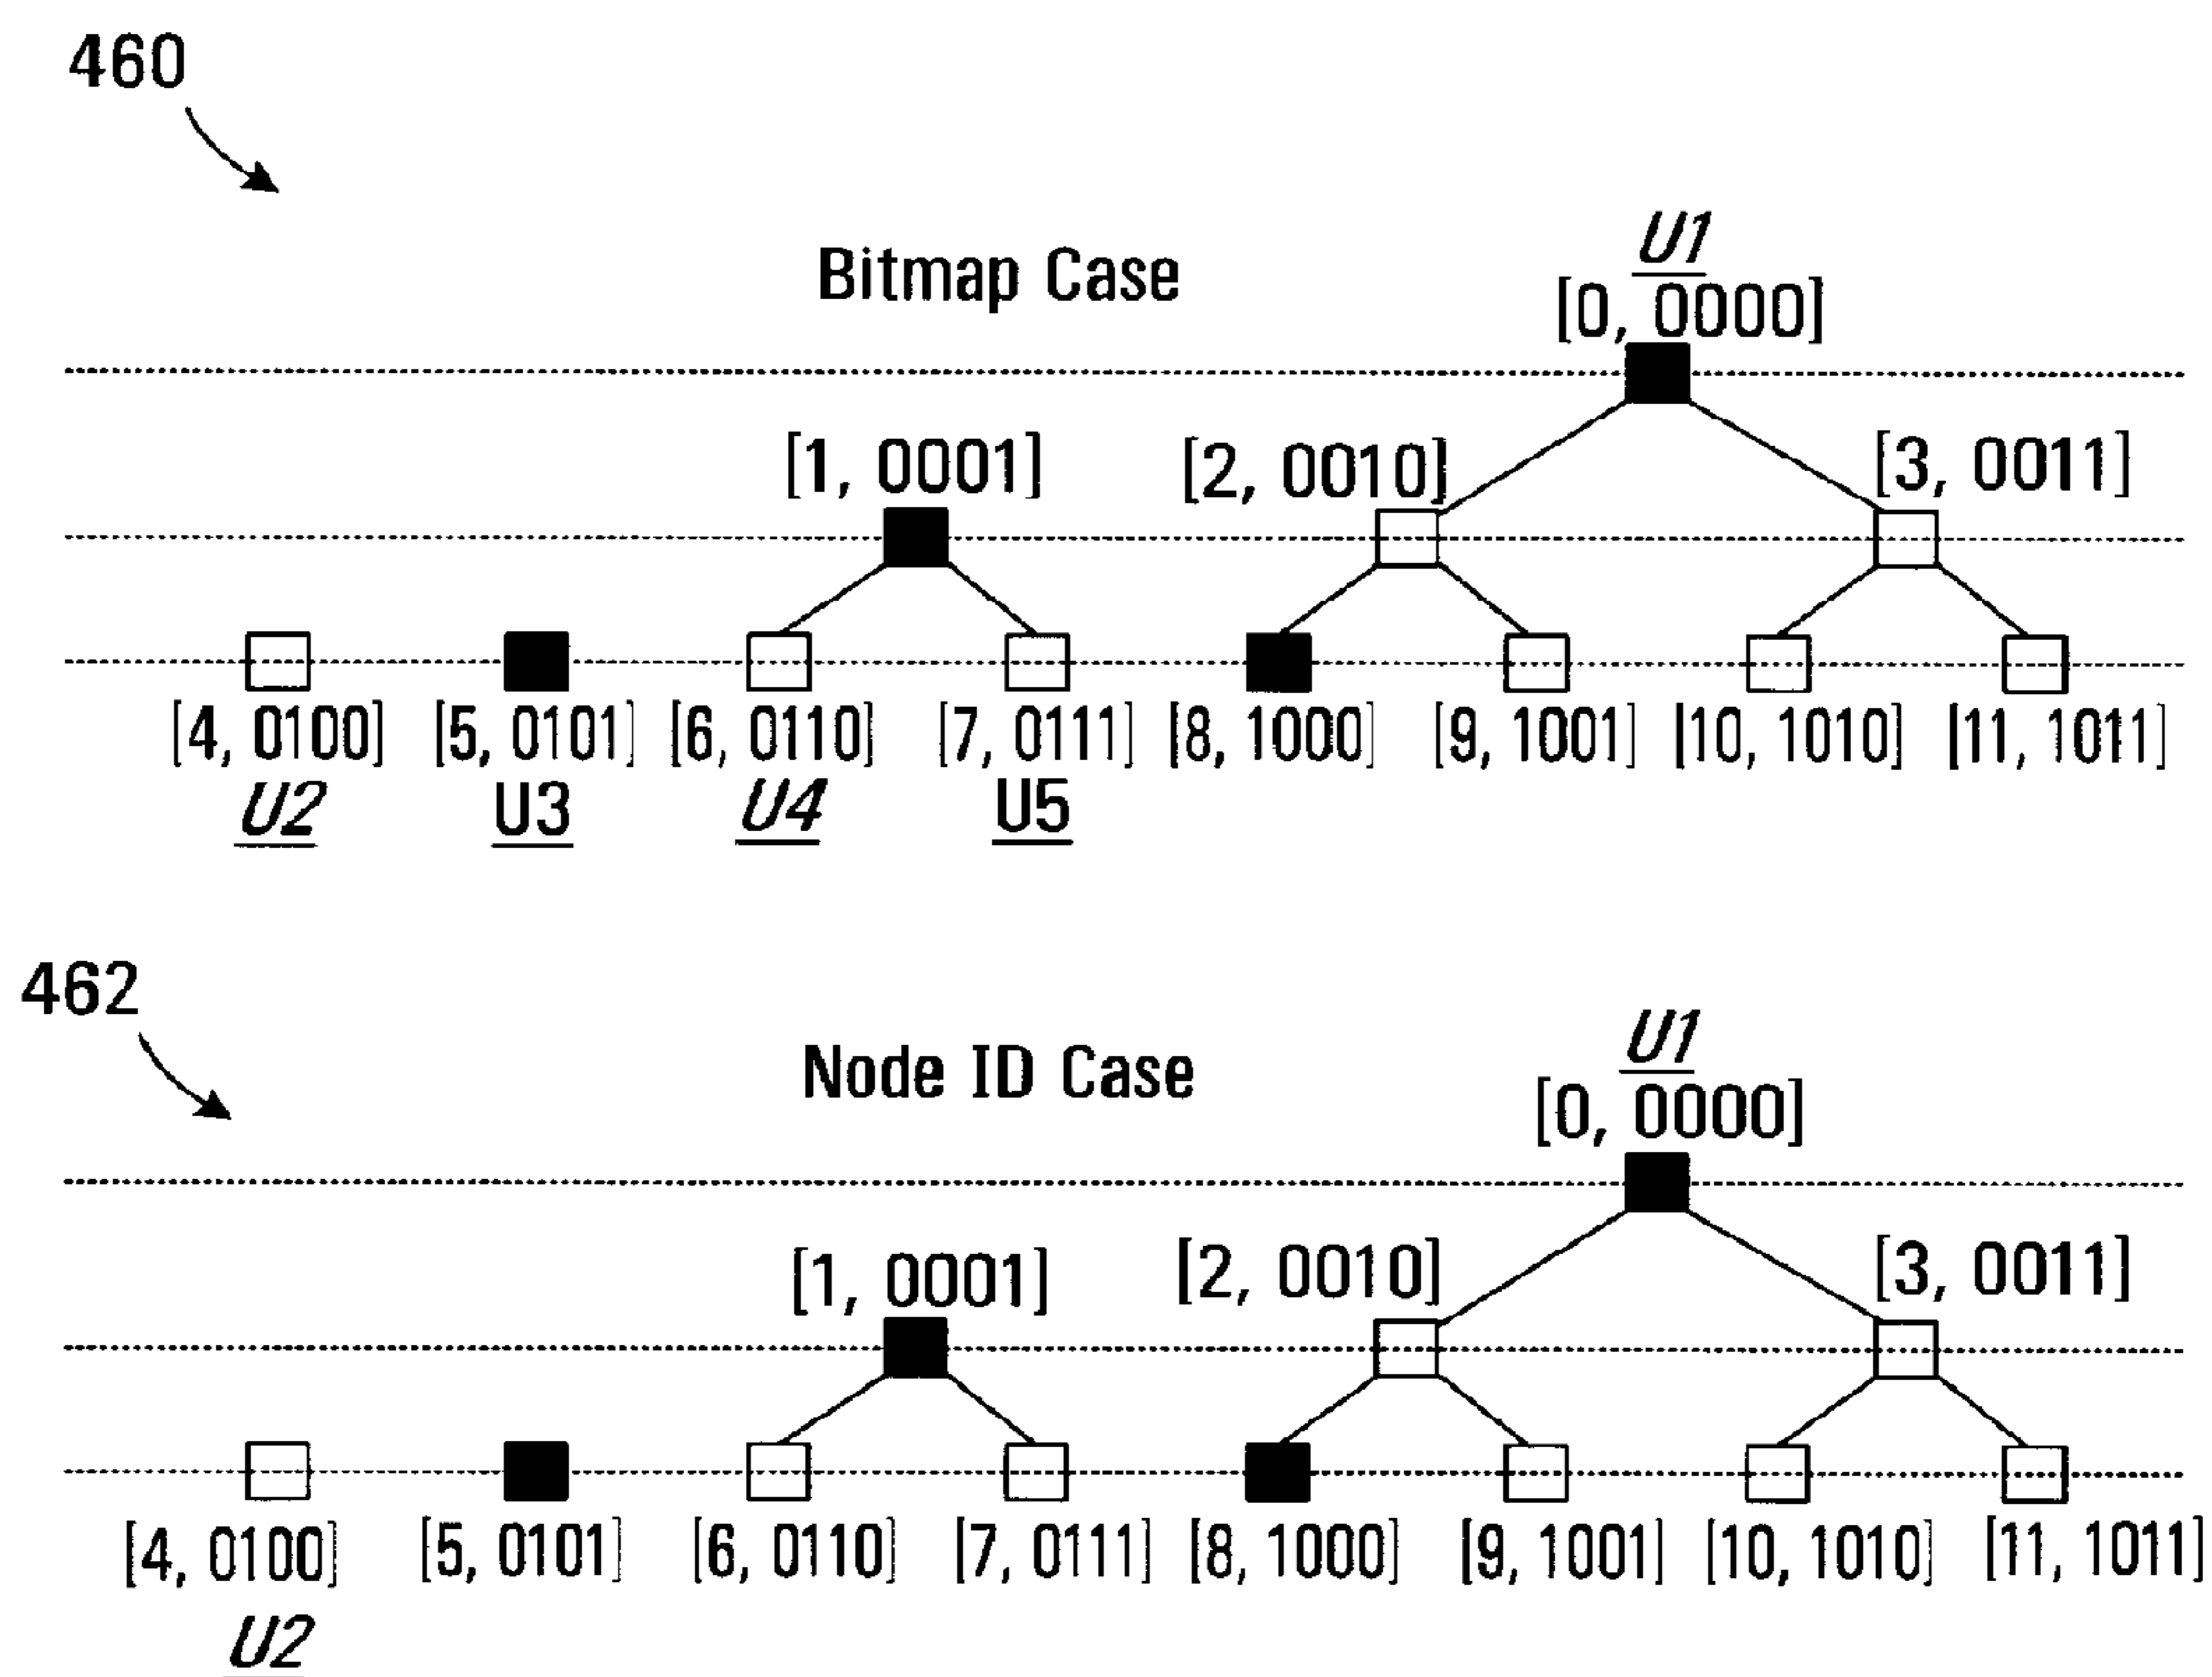 460
Bitmap Case
U1
[0, 0000]
[1, 0001] [2, 0010] [3, 0011]
[4, 0100] [5, 0101] [6, 0110] [7, 0111] [8, 1000] [9, 1001] [10, 1010] [11, 1011]
U2 U3 U4 U5
462
Node ID Case
U1
[0, 0000]
[1, 0001] [2, 0010] [3, 0011]
[4, 0100] [5, 0101] [6, 0110] [7, 0111] [8, 1000] [9, 1001] [10, 1010] [11, 1011]
U2